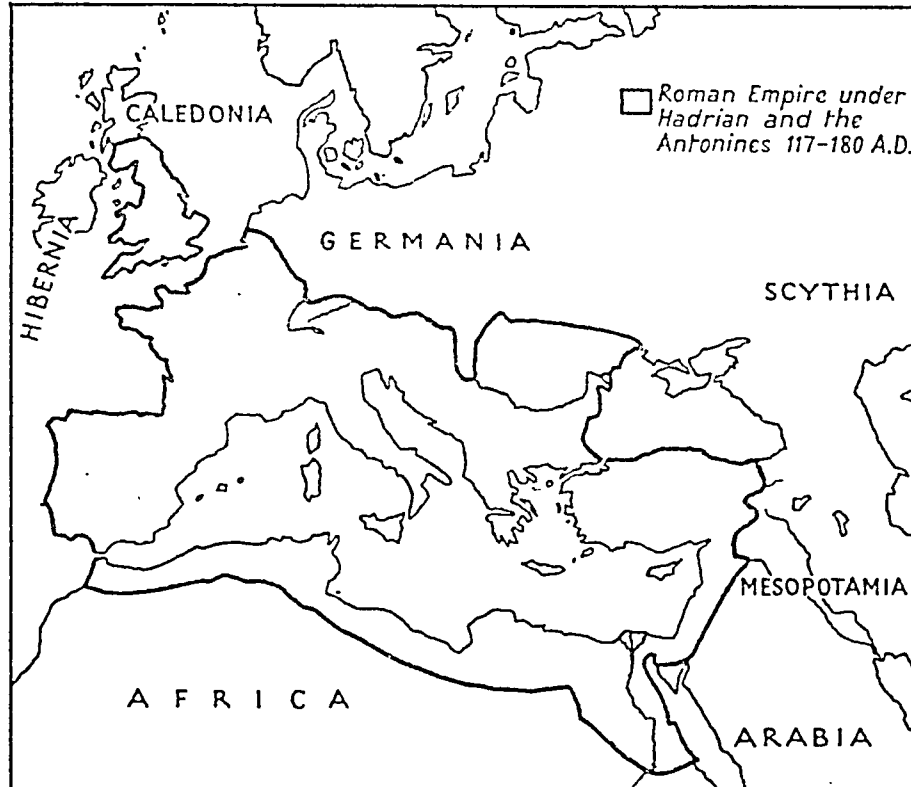 CALEDONIA
Roman Empire under
Hadrian and the
Antonines 117-180 A.D.
HIBERNIA
GERMANIA
SCYTHIA
MESOPOTAMIA
AFRICA
ARABIA